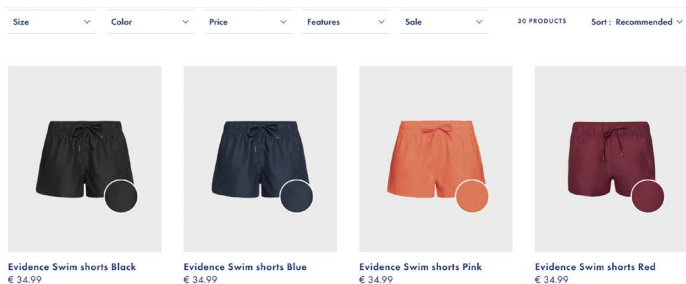 Size
Color
Price
Features
Sale
30 PRODUCTS
Sort : Recommended
Evidence Swim shorts Black
€ 34.99
Evidence Swim shorts Blue
€ 34.99
Evidence Swim shorts Pink
€ 34.99
Evidence Swim shorts Red
€ 34.99